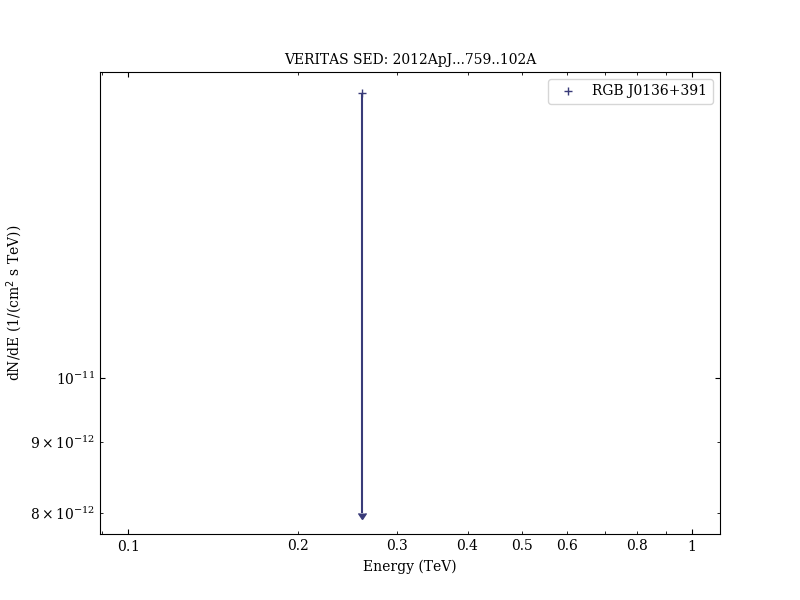 VERITAS SED: 2012ApJ...759..102A
RGB J0136+391
dN/dE (1/(cm² s TeV))
10⁻¹¹
9 × 10⁻¹²
8 × 10⁻¹²
0.1 0.2 0.3 0.4 0.5 0.6 0.8 1
Energy (TeV)